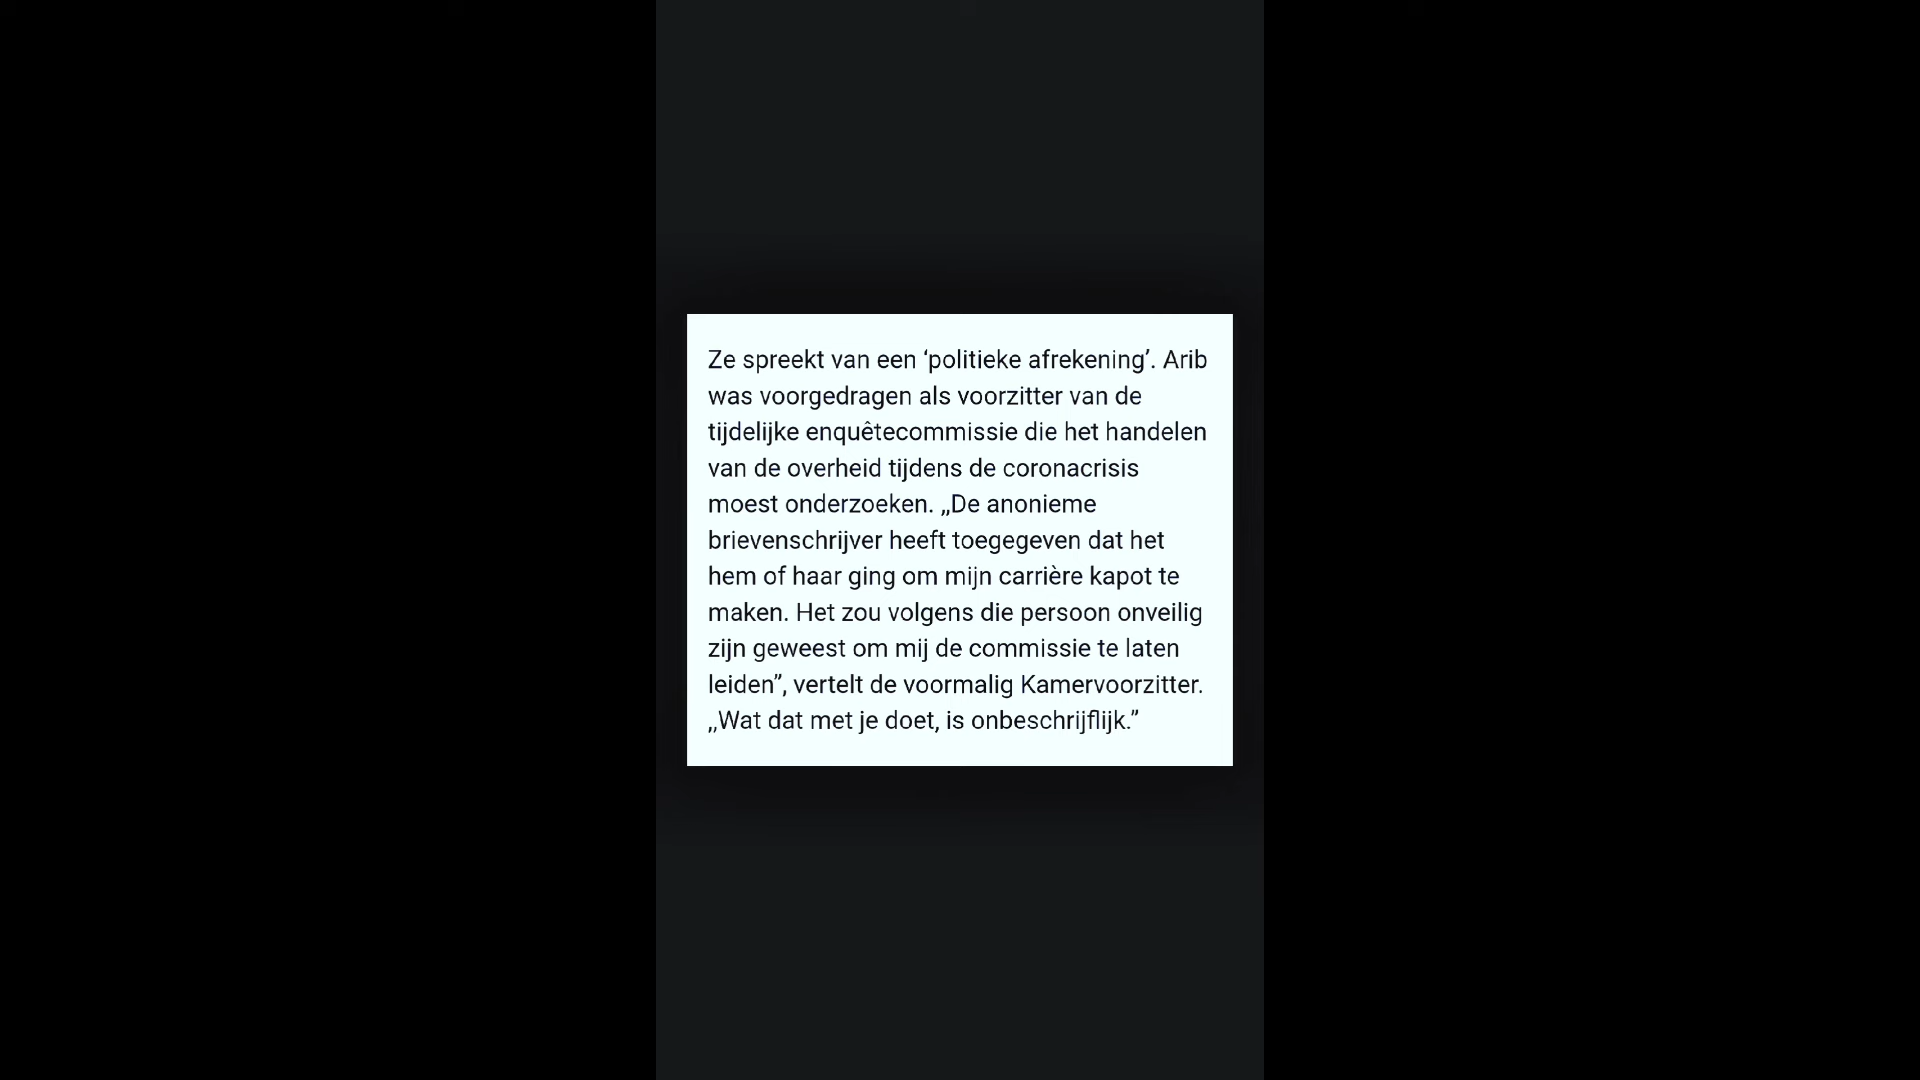 Ze spreekt van een ‘politieke afrekening’. Arib
was voorgedragen als voorzitter van de
tijdelijke enquêtecommissie die het handelen
van de overheid tijdens de coronacrisis
moest onderzoeken. „De anonieme
brievenschrijver heeft toegegeven dat het
hem of haar ging om mijn carrière kapot te
maken. Het zou volgens die persoon onveilig
zijn geweest om mij de commissie te laten
leiden”, vertelt de voormalig Kamervoorzitter.
„Wat dat met je doet, is onbeschrijflijk.”